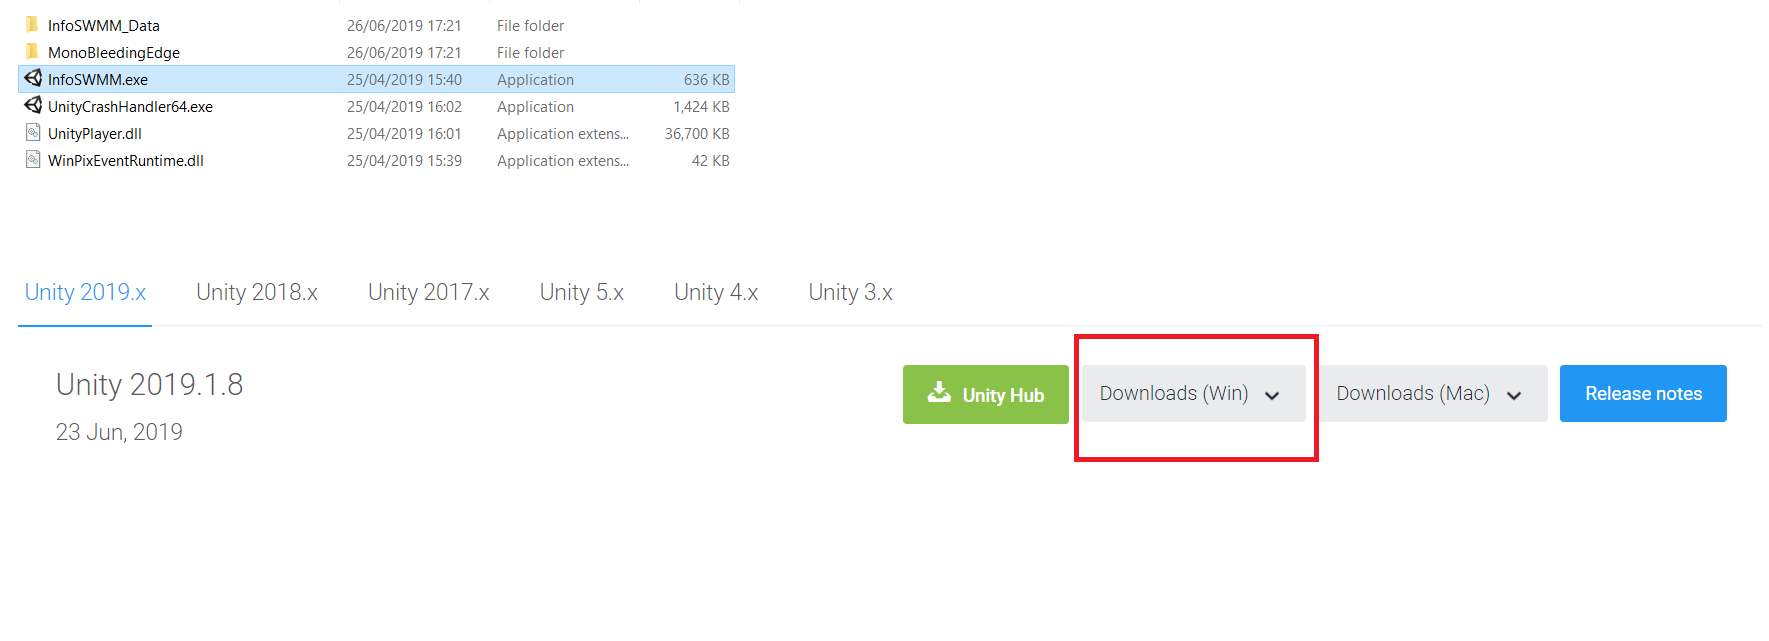 InfoSWMM_Data 26/06/2019 17:21 File folder
MonoBleedingEdge 26/06/2019 17:21 File folder
InfoSWMM.exe 25/04/2019 15:40 Application 636 KB
UnityCrashHandler64.exe 25/04/2019 16:02 Application 1,424 KB
UnityPlayer.dll 25/04/2019 16:01 Application extens... 36,700 KB
WinPixEventRuntime.dll 25/04/2019 15:39 Application extens... 42 KB
Unity 2019.x Unity 2018.x Unity 2017.x Unity 5.x Unity 4.x Unity 3.x
Unity 2019.1.8 Unity Hub Downloads (Win) Downloads (Mac) Release notes
23 Jun, 2019